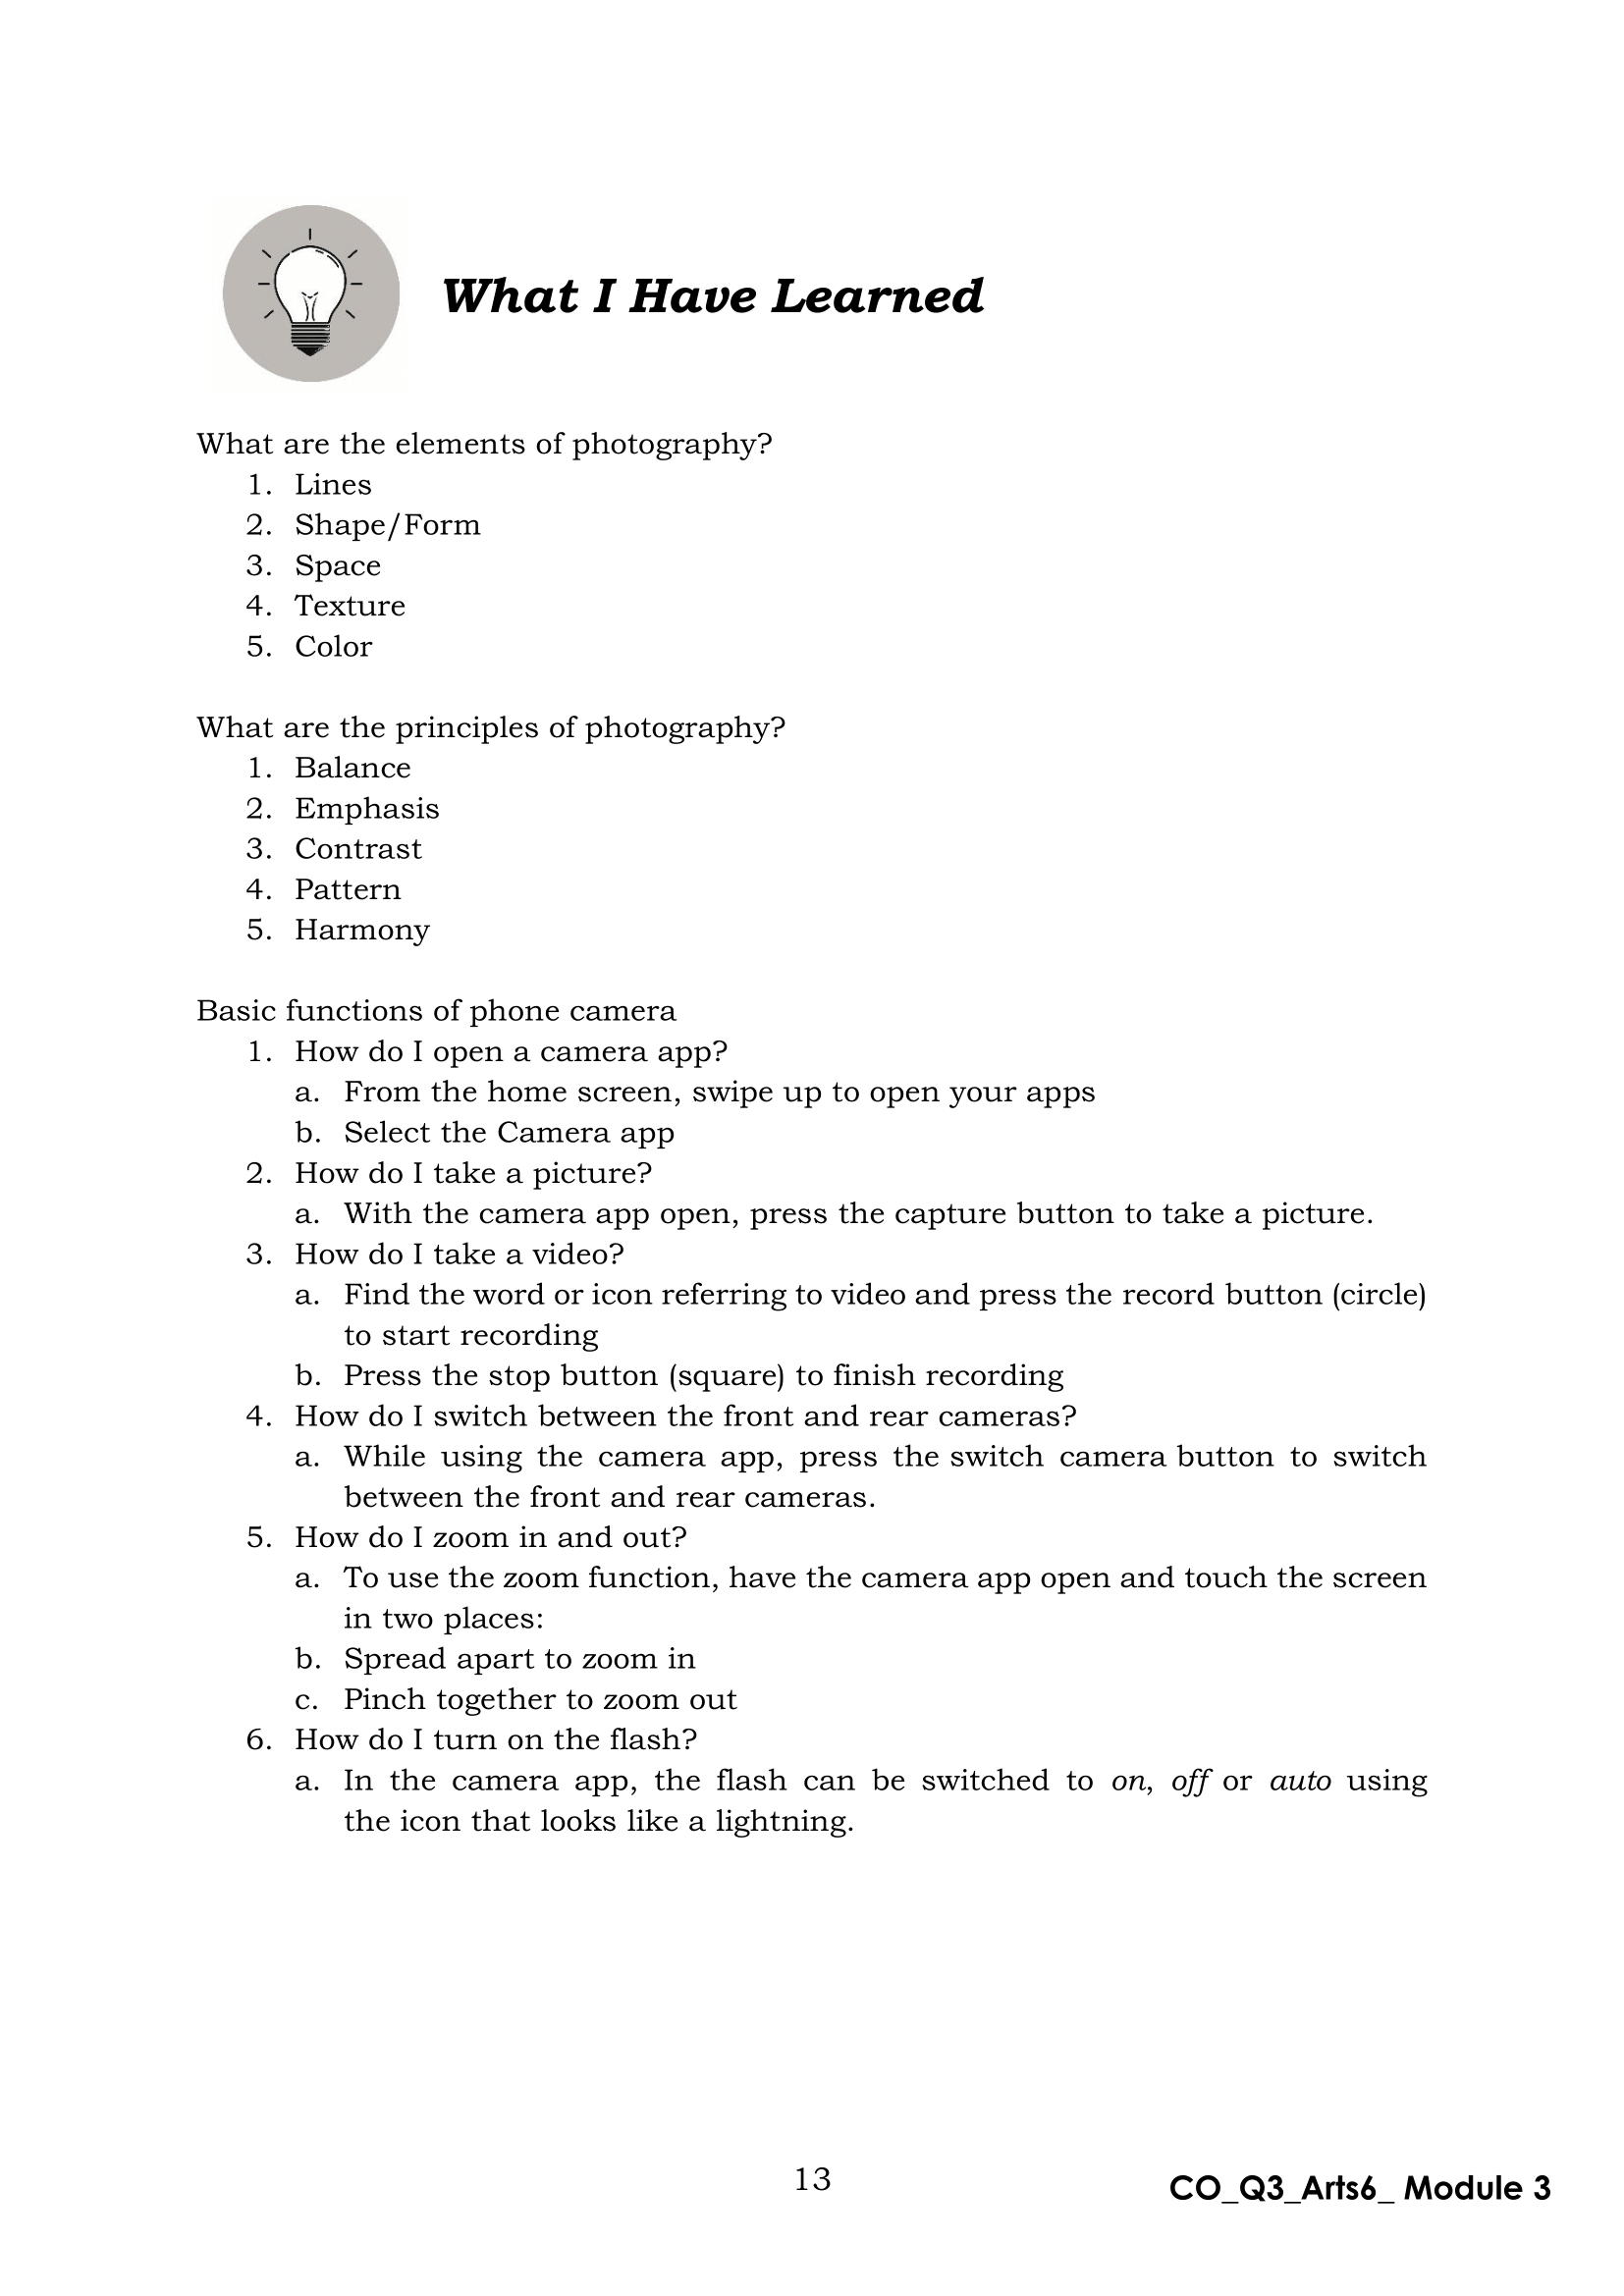 What I Have Learned
What are the elements of photography?
1. Lines
2. Shape/Form
3. Space
4. Texture
5. Color
What are the principles of photography?
1. Balance
2. Emphasis
3. Contrast
4. Pattern
5. Harmony
Basic functions of phone camera
1. How do I open a camera app?
a. From the home screen, swipe up to open your apps
b. Select the Camera app
2. How do I take a picture?
a. With the camera app open, press the capture button to take a picture.
3. How do I take a video?
a. Find the word or icon referring to video and press the record button (circle)
to start recording
b. Press the stop button (square) to finish recording
4. How do I switch between the front and rear cameras?
a. While using the camera app, press the switch camera button to switch
between the front and rear cameras.
5. How do I zoom in and out?
a. To use the zoom function, have the camera app open and touch the screen
in two places:
b. Spread apart to zoom in
c. Pinch together to zoom out
6. How do I turn on the flash?
a. In the camera app, the flash can be switched to on, off or auto using
the icon that looks like a lightning.
13
CO_Q3_Arts6_ Module 3